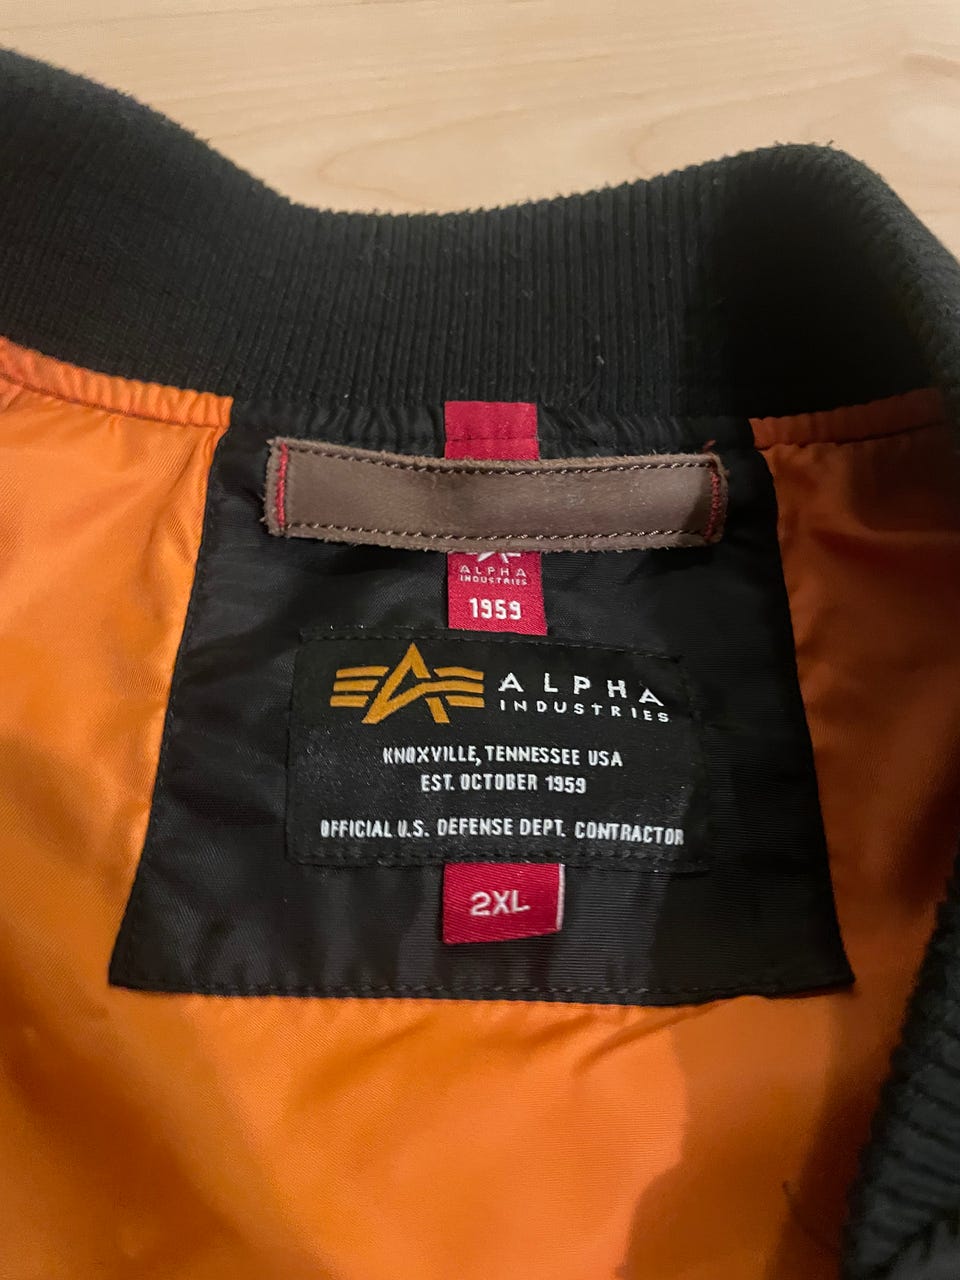 ALPHA
INDUSTRIES
1959
ALPHA
INDUSTRIES
KNOXVILLE, TENNESSEE USA
EST. OCTOBER 1959
OFFICIAL U.S. DEFENSE DEPT. CONTRACTOR
2XL